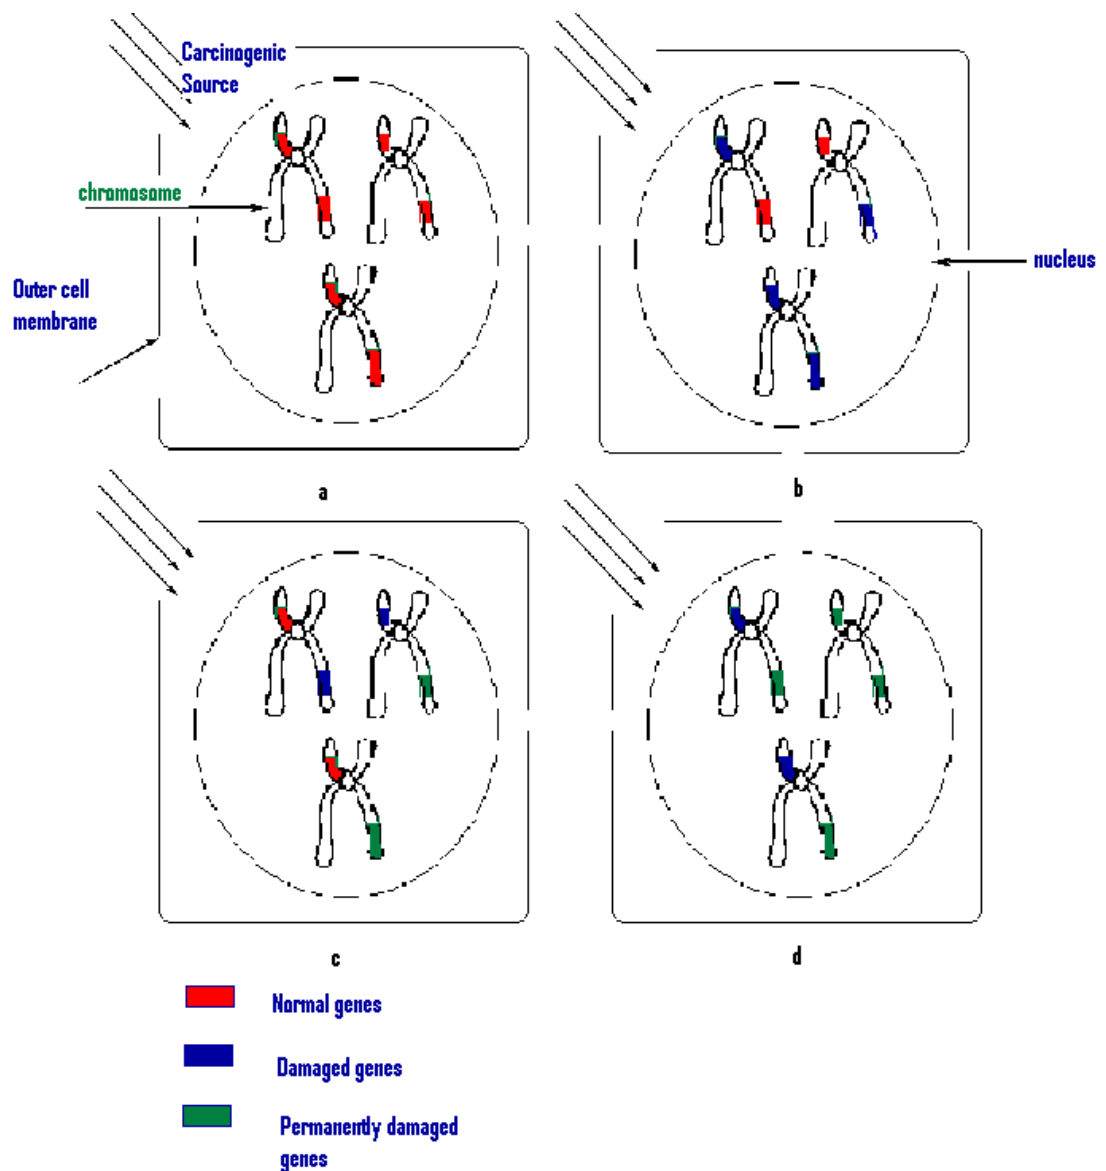 Carcinogenic
Source
chromosome
nucleus
Outer cell
membrane
a
b
c
d
Normal genes
Damaged genes
Permanently damaged
genes